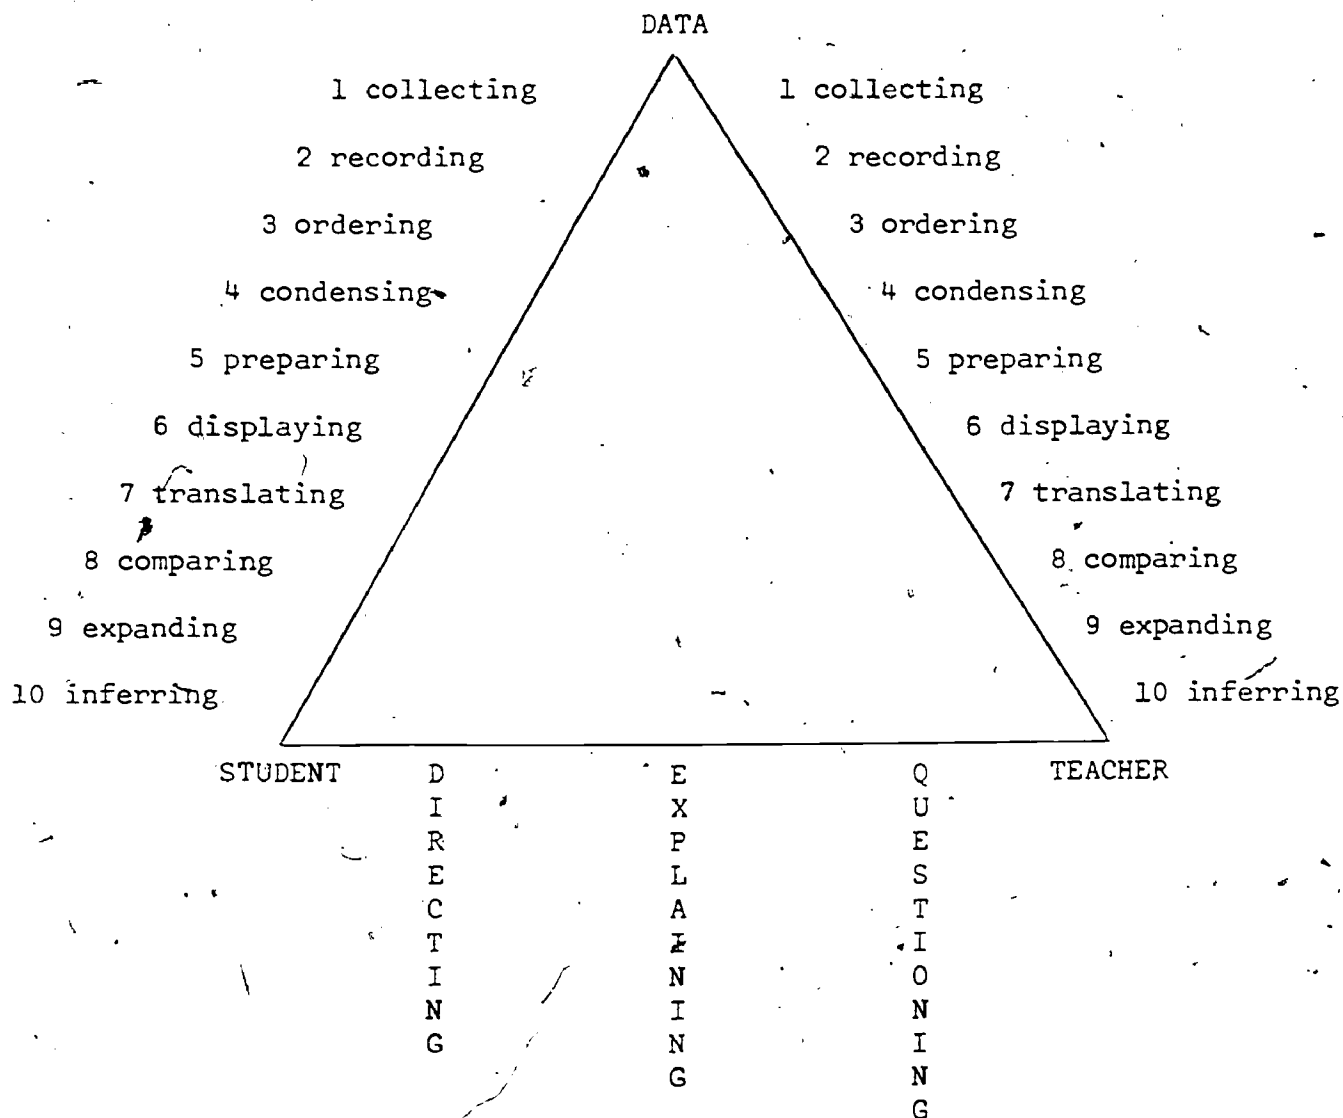 DATA
1 collecting 1 collecting
2 recording 2 recording
3 ordering 3 ordering
4 condensing 4 condensing
5 preparing 5 preparing
6 displaying 6 displaying
7 translating 7 translating
8 comparing 8 comparing
9 expanding 9 expanding
10 inferring 10 inferring
STUDENT TEACHER
DIRECTING
EXPLAINING
QUESTIONING